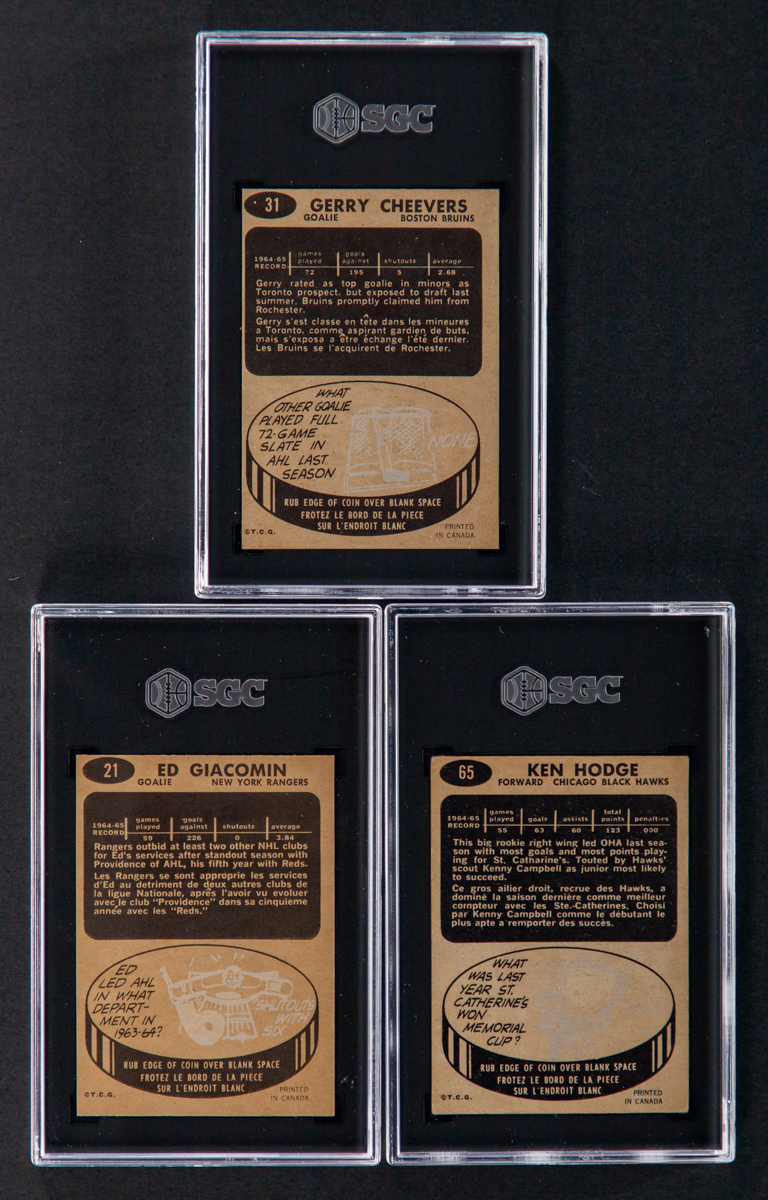 SGC
31 GERRY CHEEVERS
GOALIE BOSTON BRUINS
1964-65 RECORD games played goals against shutouts average
72 195 5 2.68
Gerry rated as top goalie in minors as
Toronto prospect, but exposed to draft last
summer. Bruins promptly claimed him from
Rochester.
Gerry s'est classe en tête dans les mineures
a Toronto, comme aspirant gardien de buts,
mais s'exposa a être échange l'été dernier.
Les Bruins se l'acquirent de Rochester.
WHAT
OTHER GOALIE
PLAYED FULL
72-GAME
SLATE IN
AHL LAST
SEASON
NONE
RUB EDGE OF COIN OVER BLANK SPACE
FROTEZ LE BORD DE LA PIECE
SUR L'ENDROIT BLANC
©T.C.G.
PRINTED
IN CANADA
SGC
21 ED GIACOMIN
GOALIE NEW YORK RANGERS
1964-65 RECORD games played goals against shutouts average
59 226 0 3.84
Rangers outbid at least two other NHL clubs
for Ed's services after standout season with
Providence of AHL, his fifth year with Reds.
Les Rangers se sont approprie les services
d'Ed au detriment de deux autres clubs de
la ligue Nationale, après l'avoir vu evoluer
avec le club "Providence" dans sa cinquieme
année avec les "Reds."
ED
LED AHL
IN WHAT
DEPART-
MENT IN
1963-64?
SHUTOUTS
WITH
SIX
RUB EDGE OF COIN OVER BLANK SPACE
FROTEZ LE BORD DE LA PIECE
SUR L'ENDROIT BLANC
©T.C.G.
PRINTED
IN CANADA
SGC
65 KEN HODGE
FORWARD CHICAGO BLACK HAWKS
1964-65 RECORD games played goals assists total points penalties
55 63 60 123 .000
This big rookie right wing led OHA last sea-
son with most goals and most points play-
ing for St. Catharine's. Touted by Hawks'
scout Kenny Campbell as junior most likely
to succeed.
Ce gros ailier droit, recrue des Hawks, a
dominé la saison dernière comme meilleur
compteur avec les Ste.-Catherines. Choisi
par Kenny Campbell comme le débutant le
plus apte a remporter des succès.
WHAT
WAS LAST
YEAR ST.
CATHERINE'S
WON
MEMORIAL
CUP?
RUB EDGE OF COIN OVER BLANK SPACE
FROTEZ LE BORD DE LA PIECE
SUR L'ENDROIT BLANC
©T.C.G.
PRINTED
IN CANADA